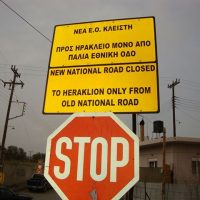 ΝΕΑ Ε.Ο. ΚΛΕΙΣΤΗ
ΠΡΟΣ ΗΡΑΚΛΕΙΟ ΜΟΝΟ ΑΠΟ
ΠΑΛΙΑ ΕΘΝΙΚΗ ΟΔΟ
NEW NATIONAL ROAD CLOSED
TO HERAKLION ONLY FROM
OLD NATIONAL ROAD
STOP